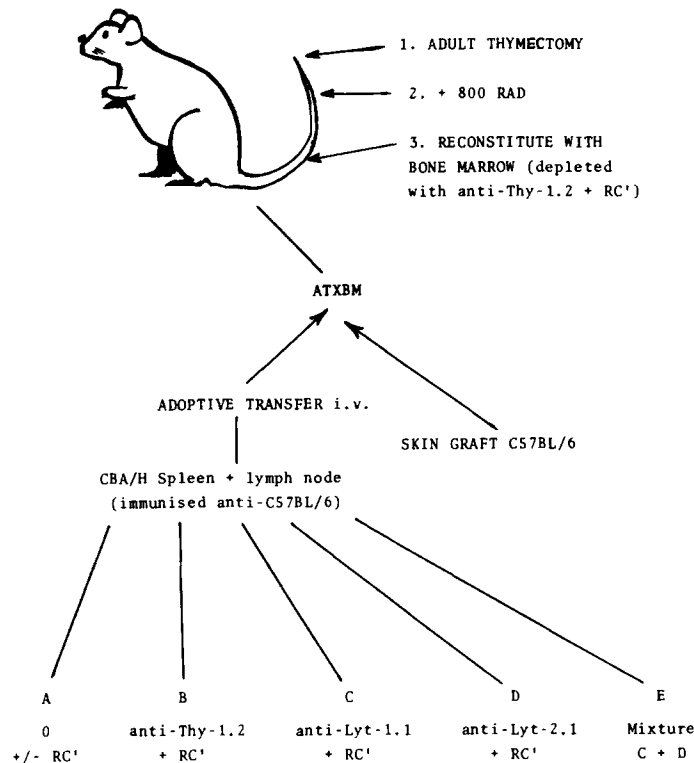 1. ADULT THYMECTOMY
2. + 800 RAD
3. RECONSTITUTE WITH
BONE MARROW (depleted
with anti-Thy-1.2 + RC')
ATXBM
ADOPTIVE TRANSFER i.v.
SKIN GRAFT C57BL/6
CBA/H Spleen + lymph node
(immunised anti-C57BL/6)
A B C D E
0 anti-Thy-1.2 anti-Lyt-1.1 anti-Lyt-2.1 Mixture
+/- RC' + RC' + RC' + RC' C + D